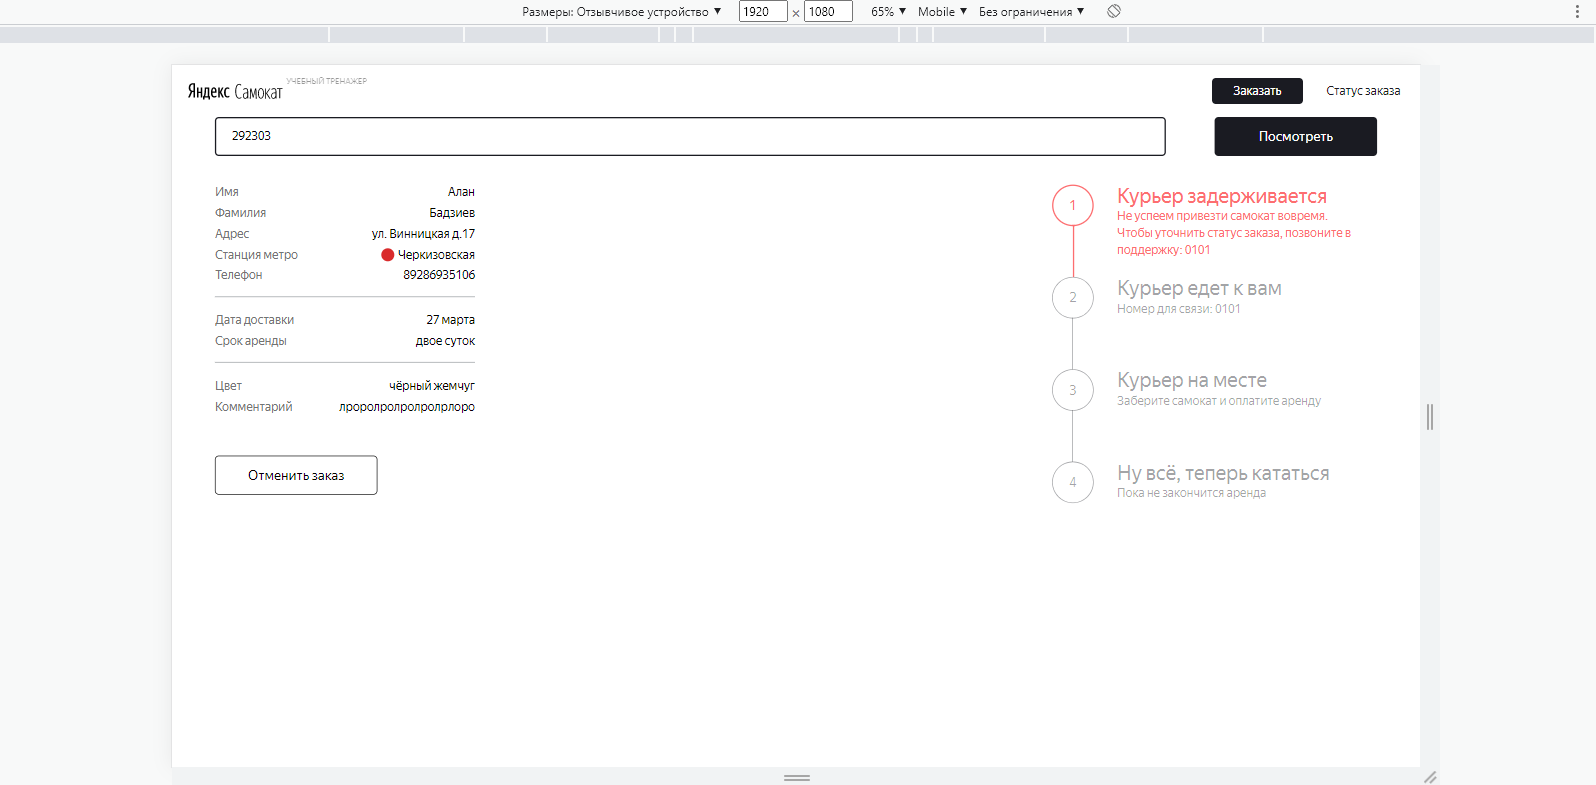 Размеры: Отзывчивое устройство ▼ 1920 × 1080 65% ▼ Mobile ▼ Без ограничения ▼
УЧЕБНЫЙ ТРЕНАЖЕР
Яндекс Самокат
Заказать
Статус заказа
292303
Посмотреть
Имя Алан
Фамилия Бадзиев
Адрес ул. Винницкая д.17
Станция метро Черкизовская
Телефон 89286935106
Дата доставки 27 марта
Срок аренды двое суток
Цвет чёрный жемчуг
Комментарий лроролролролролрлоро
Отменить заказ
1
Курьер задерживается
Не успеем привезти самокат вовремя.
Чтобы уточнить статус заказа, позвоните в
поддержку: 0101
2
Курьер едет к вам
Номер для связи: 0101
3
Курьер на месте
Заберите самокат и оплатите аренду
4
Ну всё, теперь кататься
Пока не закончится аренда